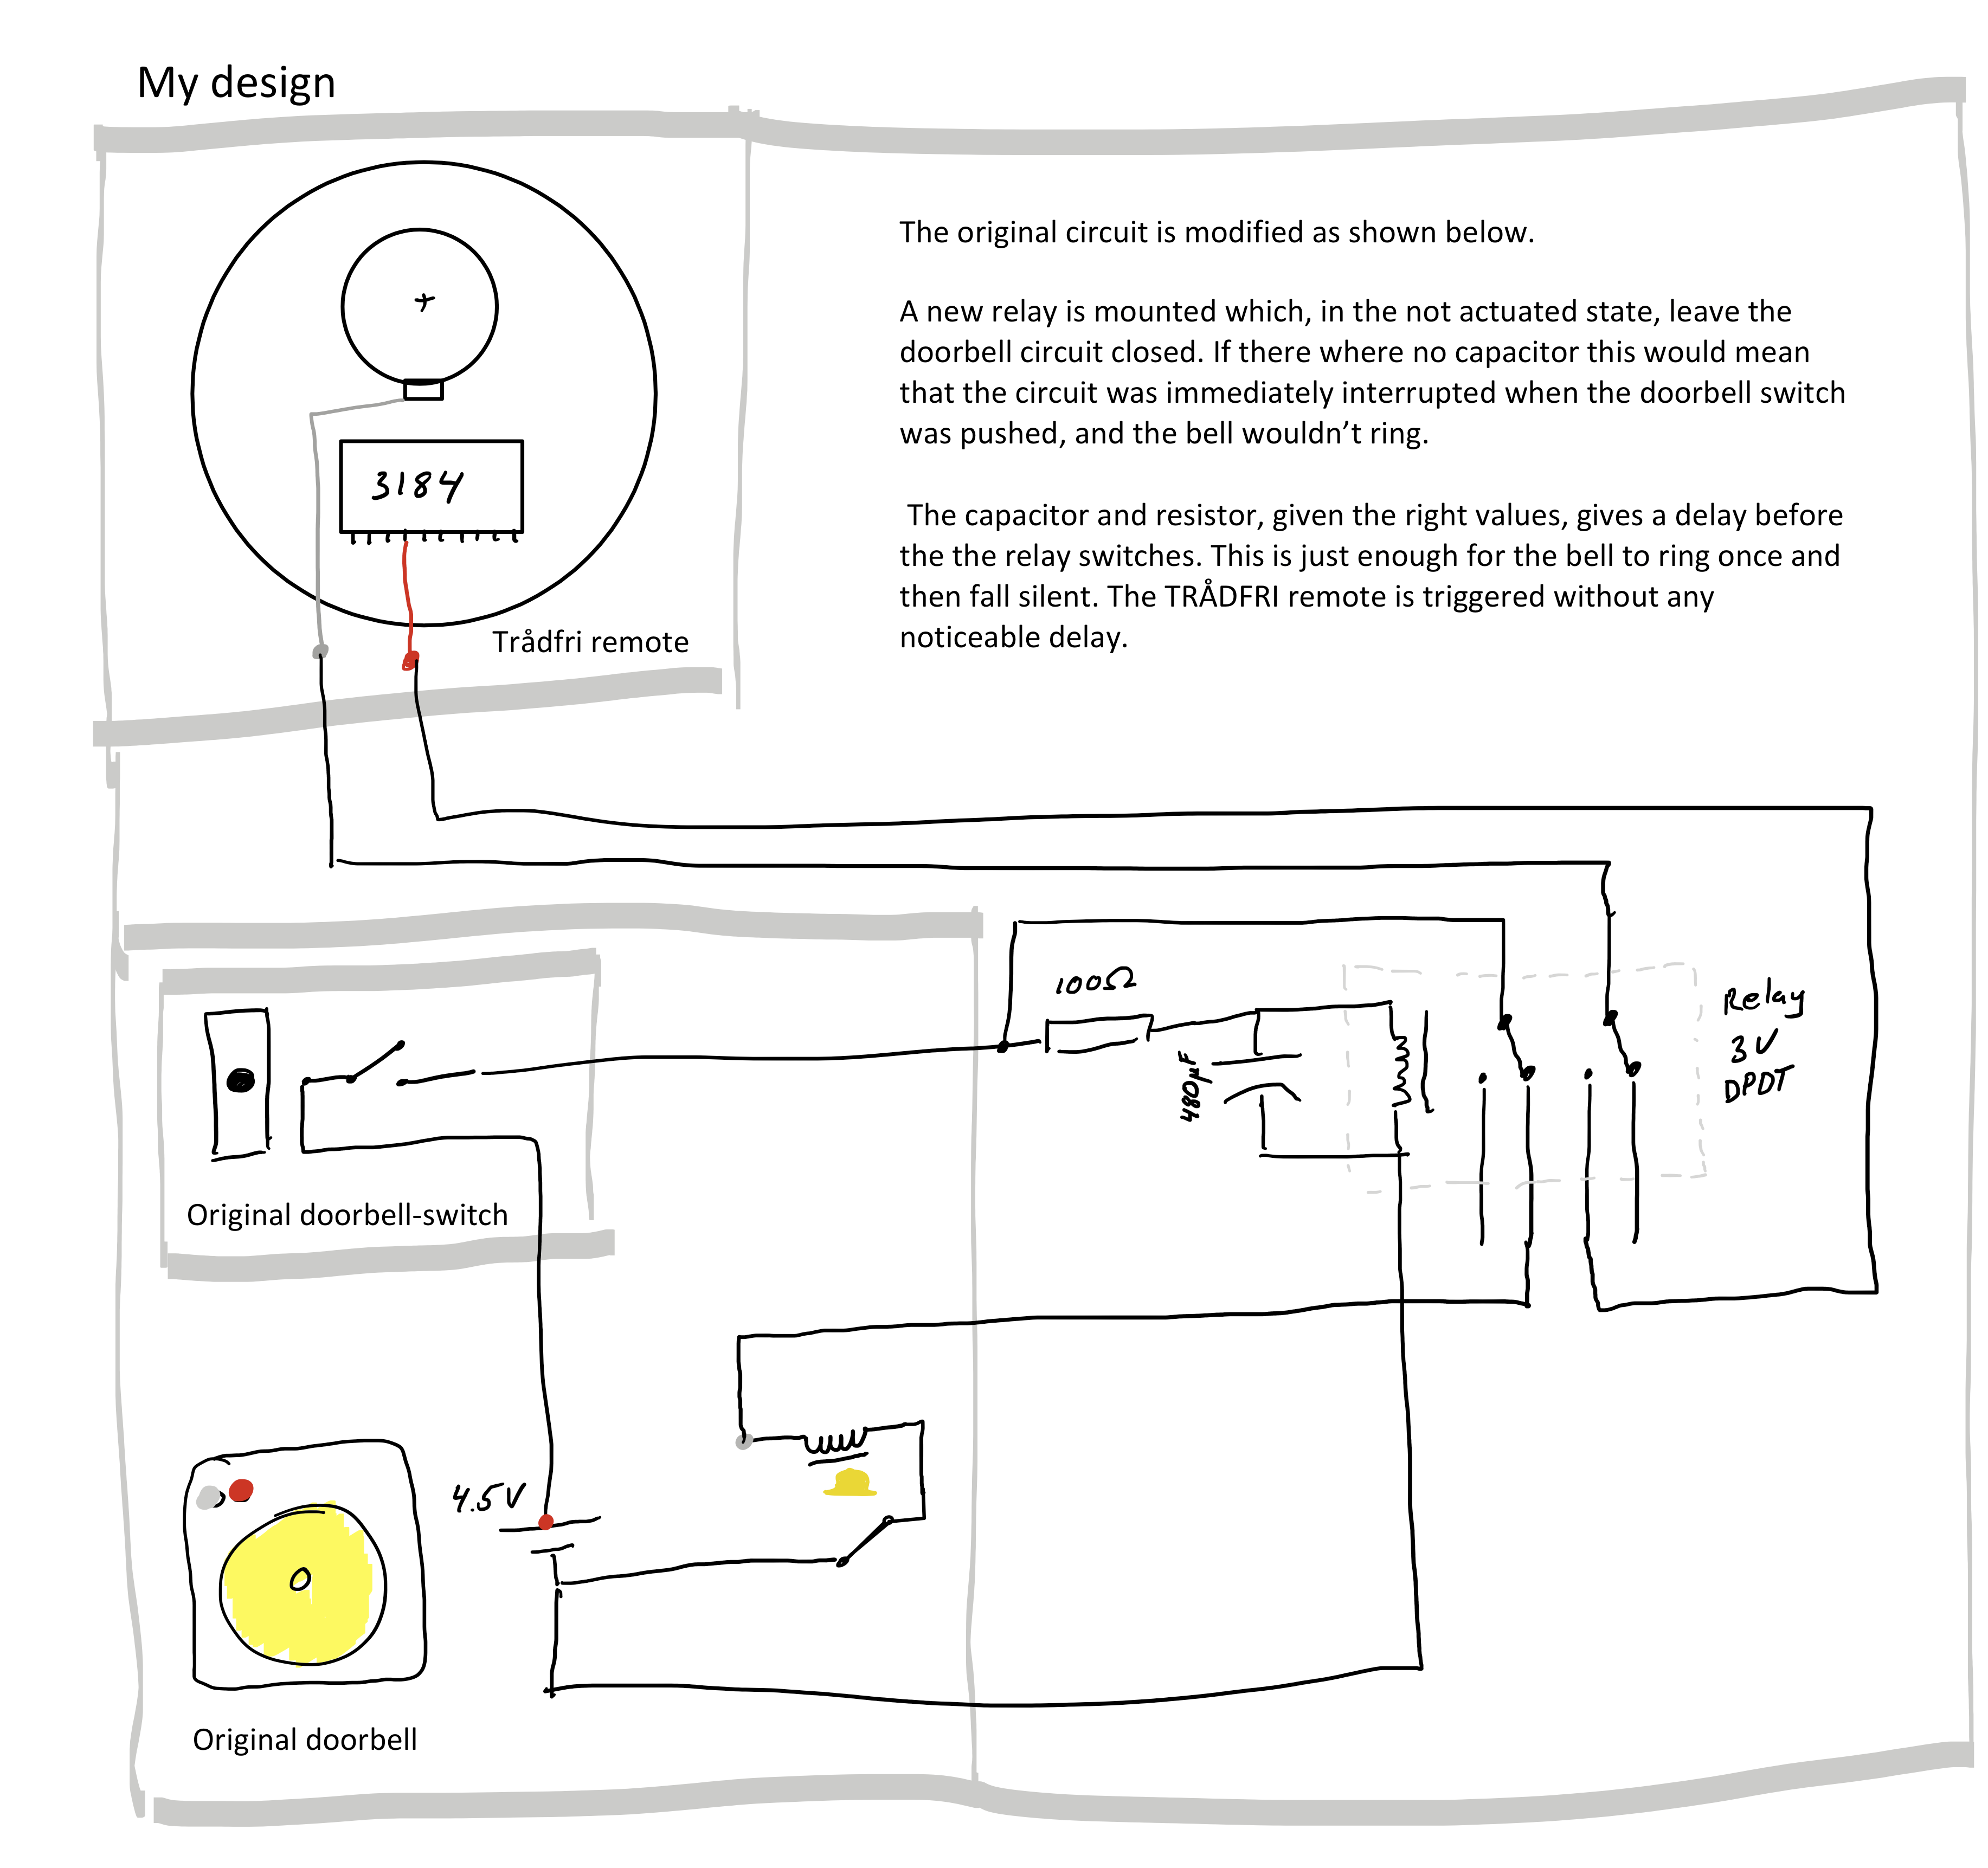 My design
The original circuit is modified as shown below.
A new relay is mounted which, in the not actuated state, leave the
doorbell circuit closed. If there where no capacitor this would mean
that the circuit was immediately interrupted when the doorbell switch
was pushed, and the bell wouldn’t ring.
The capacitor and resistor, given the right values, gives a delay before
the the relay switches. This is just enough for the bell to ring once and
then fall silent. The TRÅDFRI remote is triggered without any
noticeable delay.
+
3184
Trådfri remote
100Ω
480µF
Relay
3V
DPDT
Original doorbell-switch
4.5V
Original doorbell